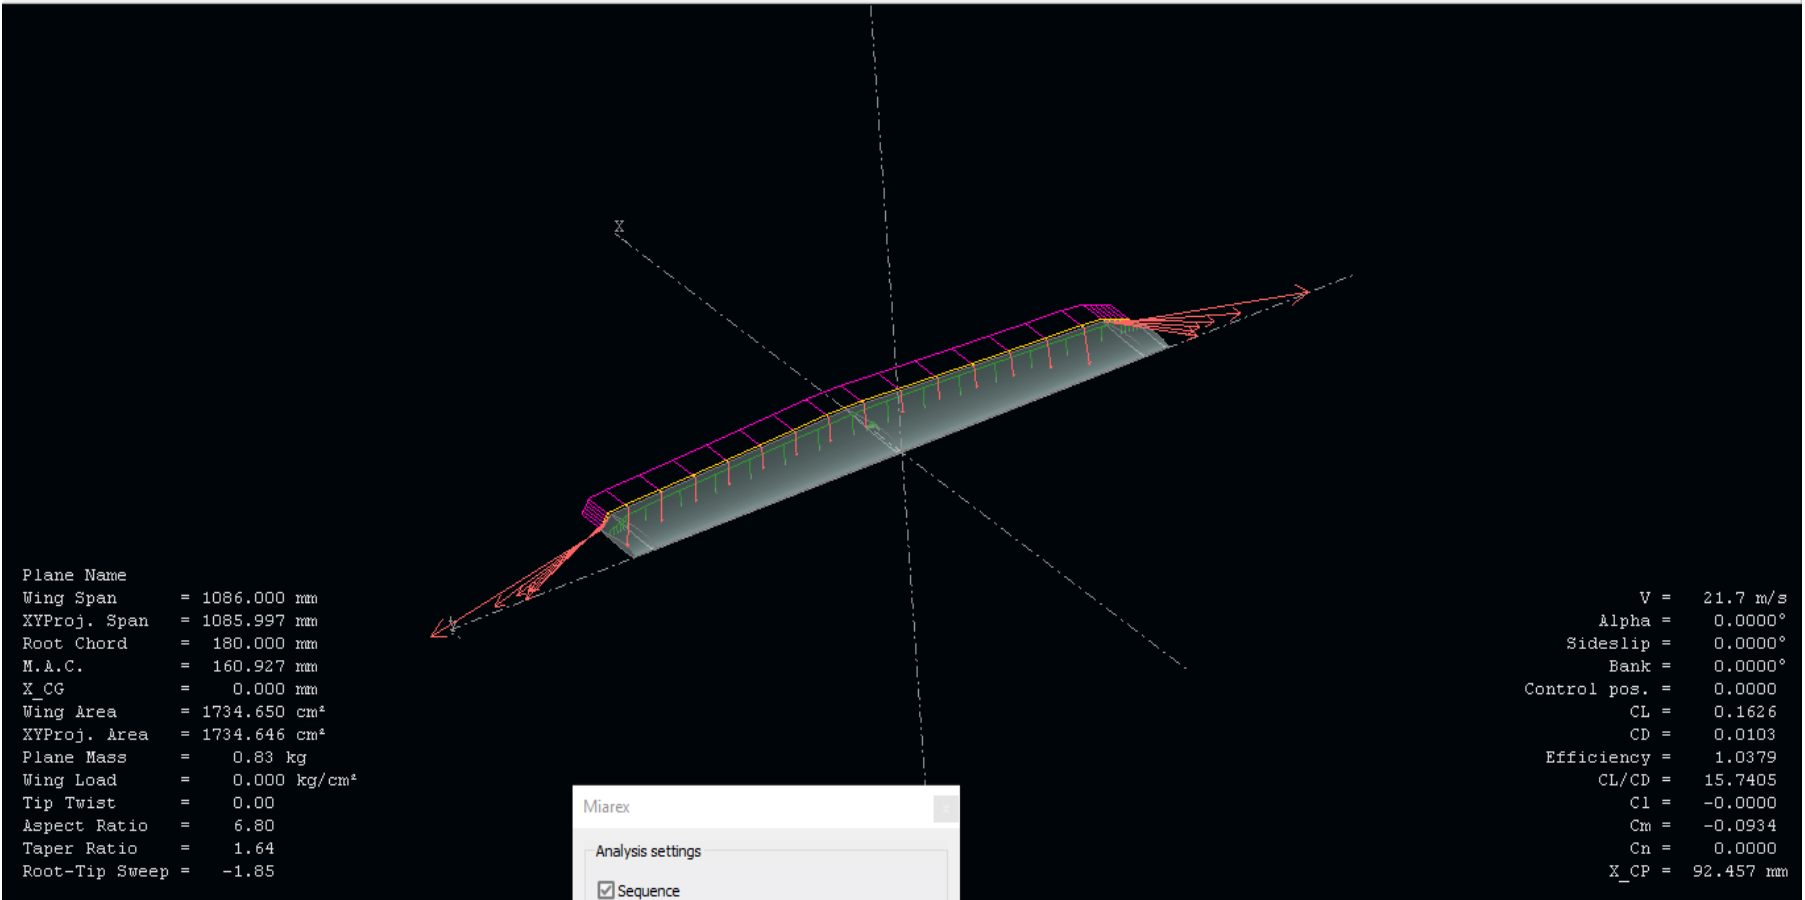 X
Y
Plane Name
Wing Span = 1086.000 mm
XYProj. Span = 1085.997 mm
Root Chord = 180.000 mm
M.A.C. = 160.927 mm
X_CG = 0.000 mm
Wing Area = 1734.650 cm²
XYProj. Area = 1734.646 cm²
Plane Mass = 0.83 kg
Wing Load = 0.000 kg/cm²
Tip Twist = 0.00
Aspect Ratio = 6.80
Taper Ratio = 1.64
Root-Tip Sweep = -1.85
V = 21.7 m/s
Alpha = 0.0000°
Sideslip = 0.0000°
Bank = 0.0000°
Control pos. = 0.0000
CL = 0.1626
CD = 0.0103
Efficiency = 1.0379
CL/CD = 15.7405
Cl = -0.0000
Cm = -0.0934
Cn = 0.0000
X_CP = 92.457 mm
Miarex
Analysis settings
Sequence